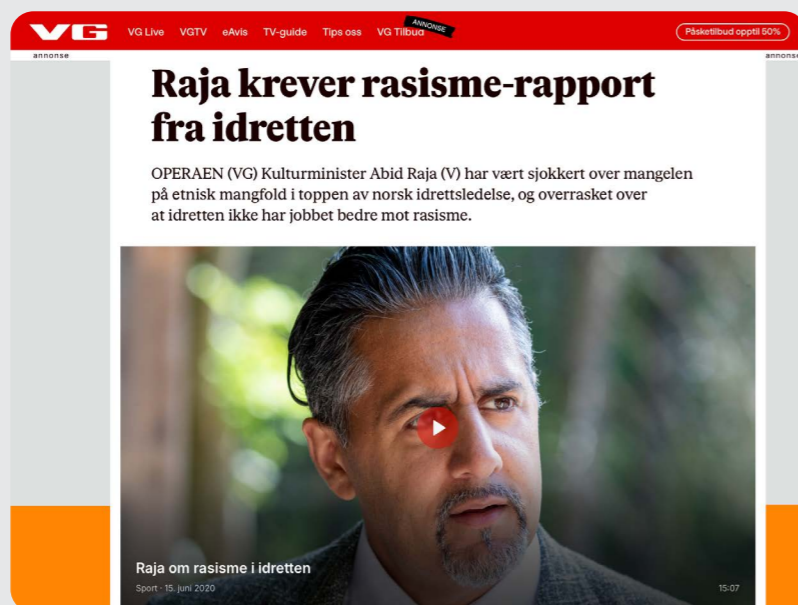 VG
VG Live VGTV eAvis TV-guide Tips oss VG Tilbud ANNONSE Påsketilbud opptil 50%
annonse annonse
Raja krever rasisme-rapport
fra idretten
OPERAEN (VG) Kulturminister Abid Raja (V) har vært sjokkert over mangelen
på etnisk mangfold i toppen av norsk idrettsledelse, og overrasket over
at idretten ikke har jobbet bedre mot rasisme.
Raja om rasisme i idretten
Sport · 15. juni 2020 15:07